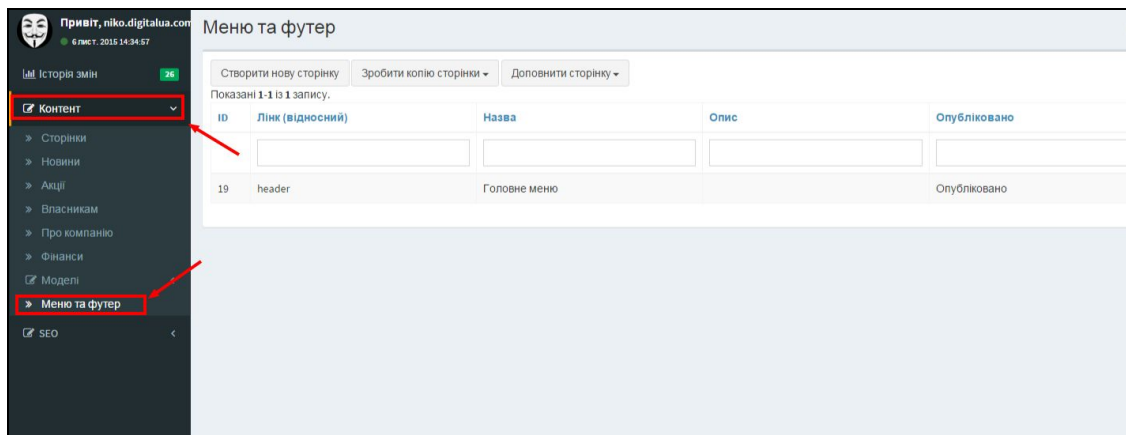 Привіт, niko.digitalua.com
6 лист. 2015 14:34:57
Історія змін 26
Контент
» Сторінки
» Новини
» Акції
» Власникам
» Про компанію
» Фінанси
Моделі
» Меню та футер
SEO
Меню та футер
Створити нову сторінку Зробити копію сторінки Доповнити сторінку
Показані 1-1 із 1 запису.
ID Лінк (відносний) Назва Опис Опубліковано
19 header Головне меню Опубліковано